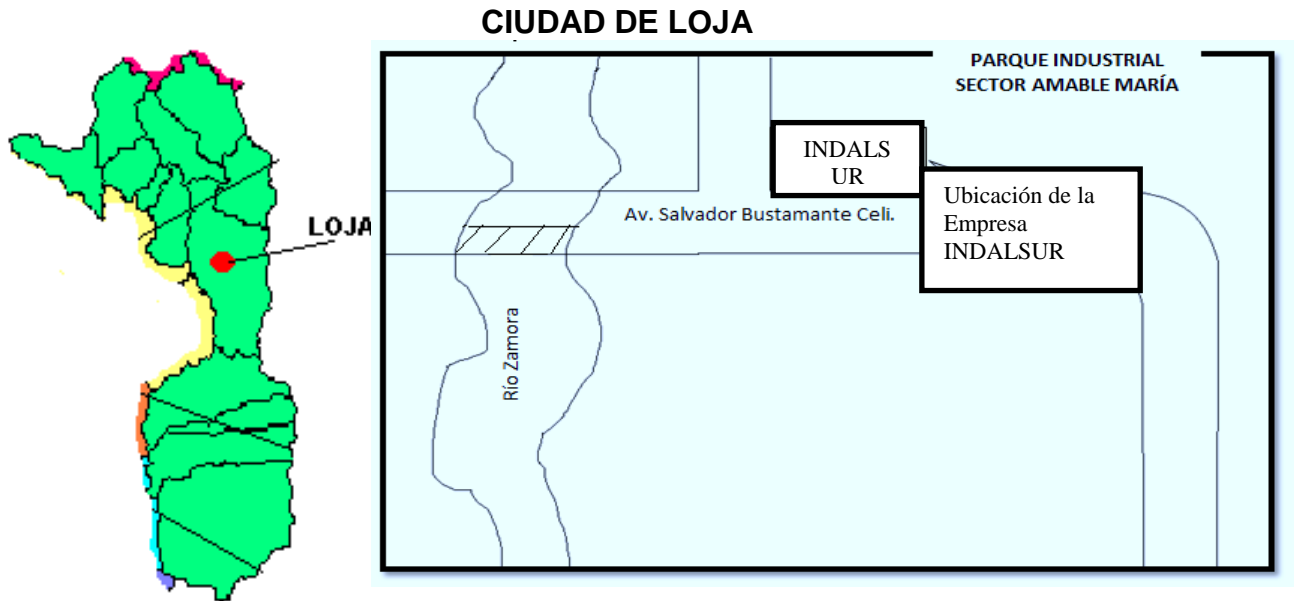 CIUDAD DE LOJA
LOJA
PARQUE INDUSTRIAL
SECTOR AMABLE MARÍA
INDALS
UR
Ubicación de la
Empresa
INDALSUR
Av. Salvador Bustamante Celi.
Río Zamora